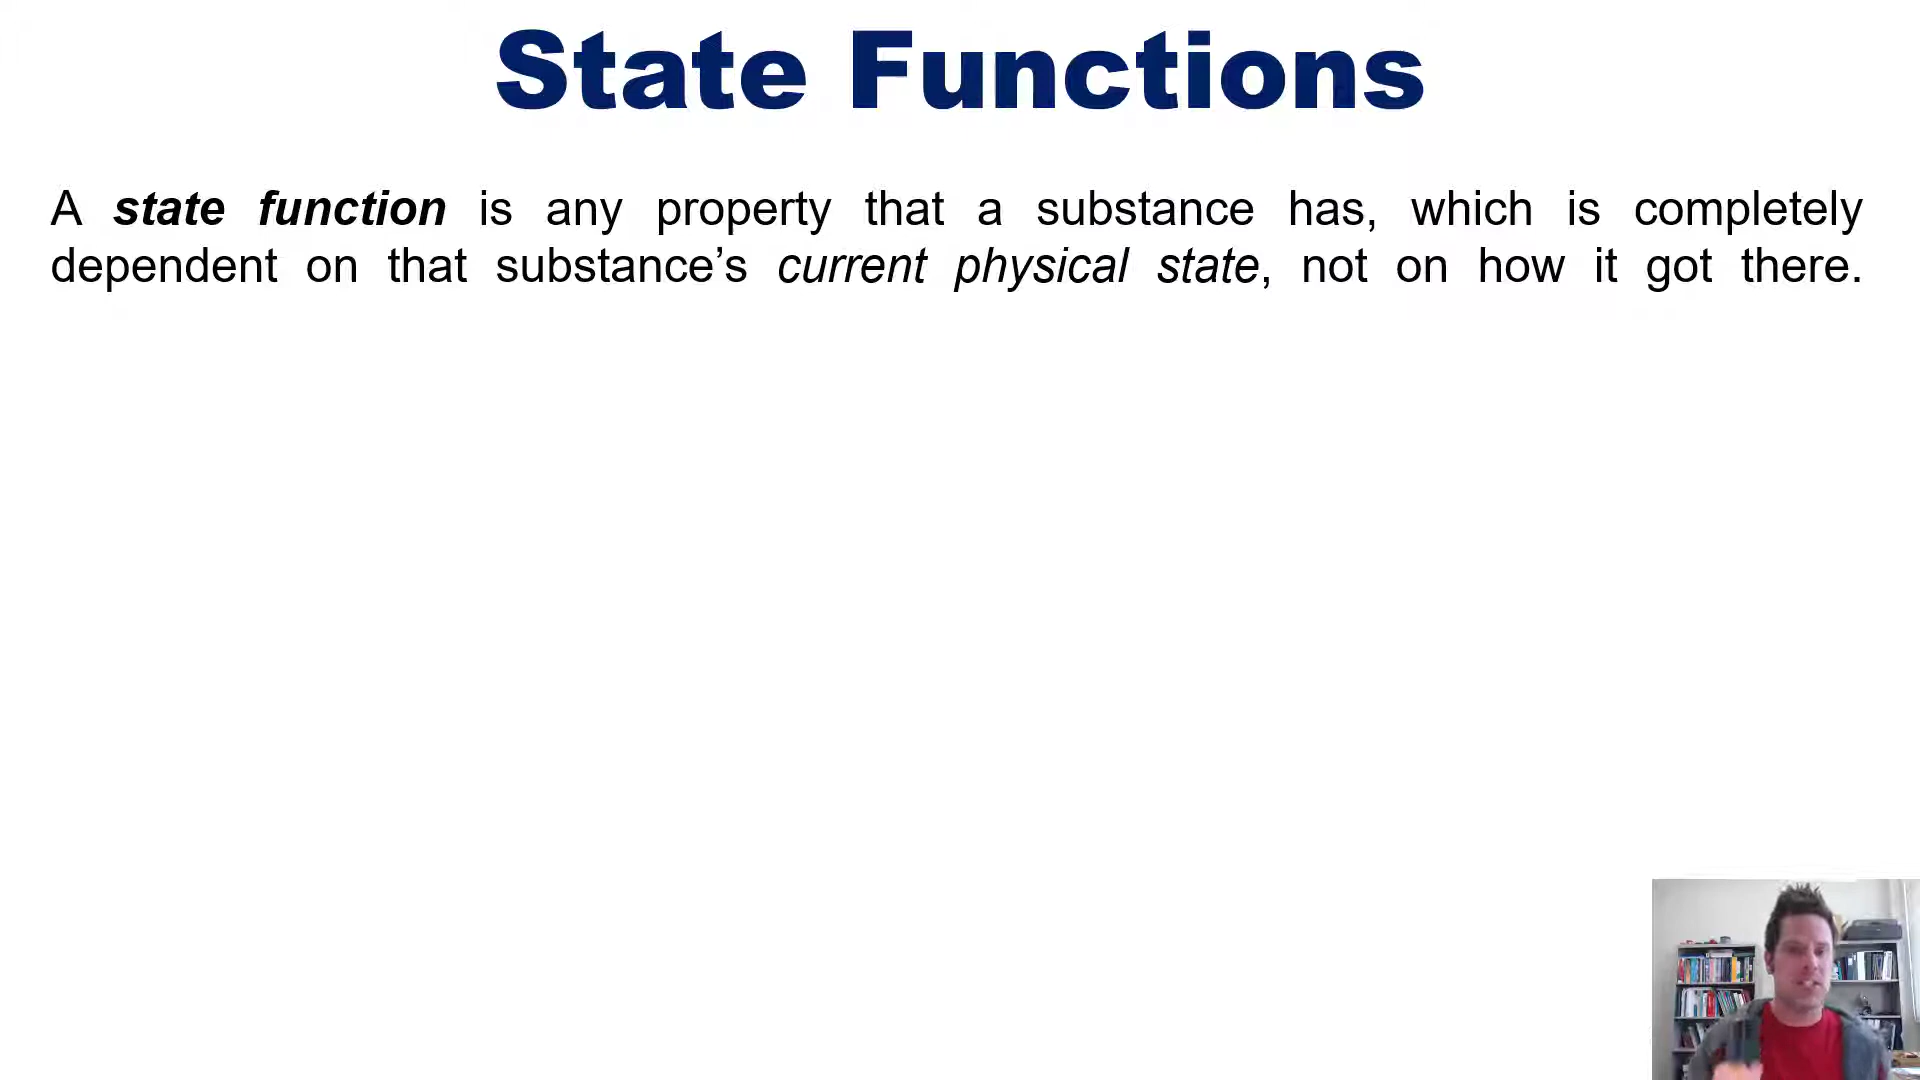 State Functions
A state function is any property that a substance has, which is completely
dependent on that substance’s current physical state, not on how it got there.